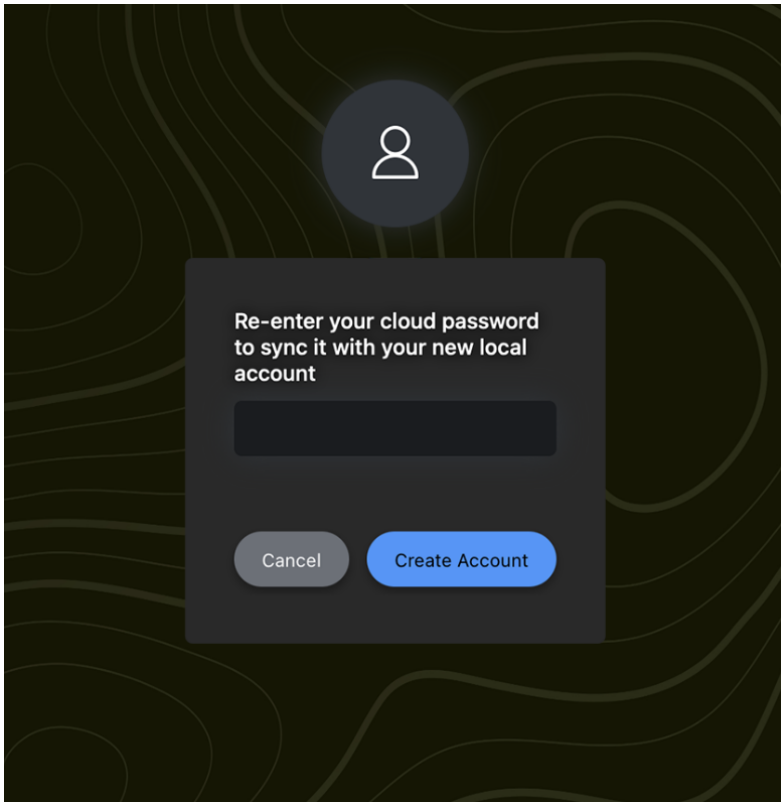 Re-enter your cloud password
to sync it with your new local
account
Cancel
Create Account